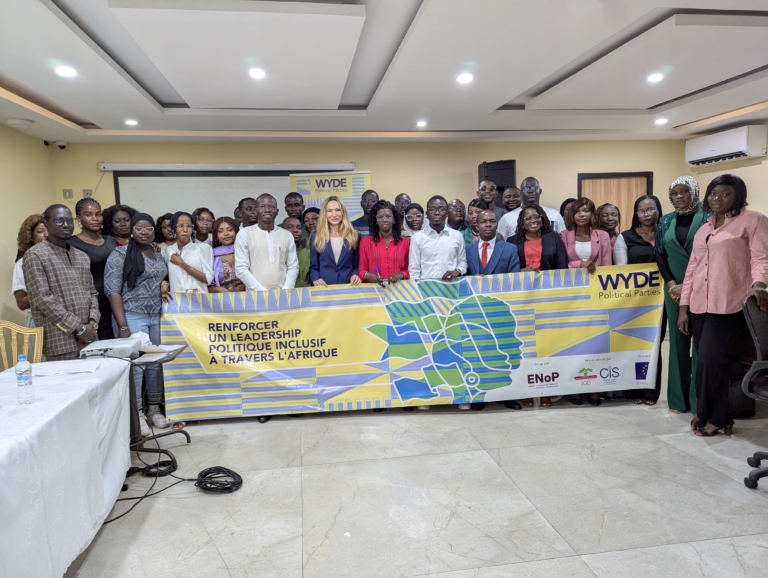 WYDE
Political Parties
RENFORCER
UN LEADERSHIP
POLITIQUE INCLUSIF
À TRAVERS L'AFRIQUE
WYDE
Political Parties
ENoP
CiS